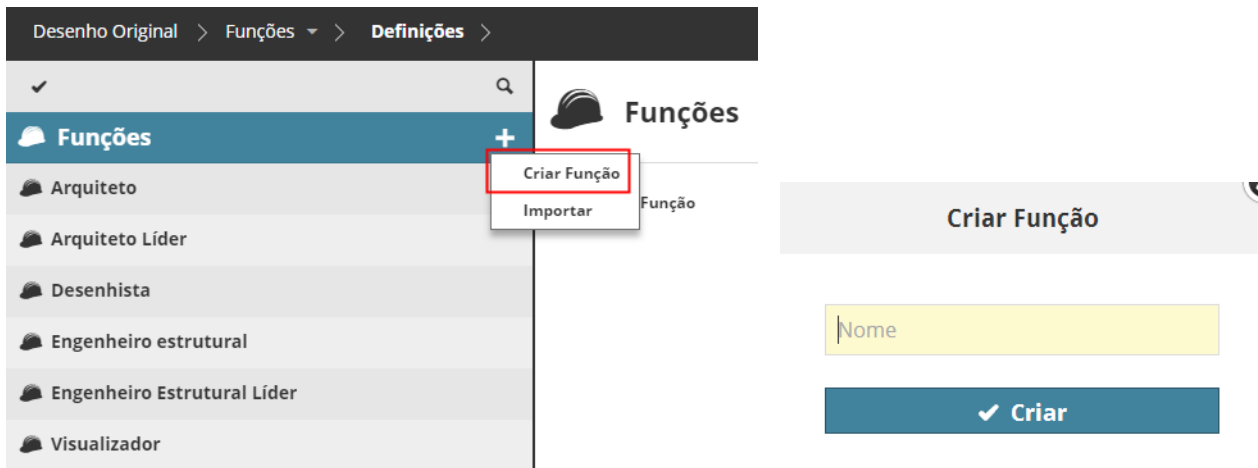 Desenho Original > Funções > Definições >
Funções
Funções
Criar Função
Importar
Função
Arquiteto
Arquiteto Líder
Desenhista
Engenheiro estrutural
Engenheiro Estrutural Líder
Visualizador
Criar Função
Nome
Criar